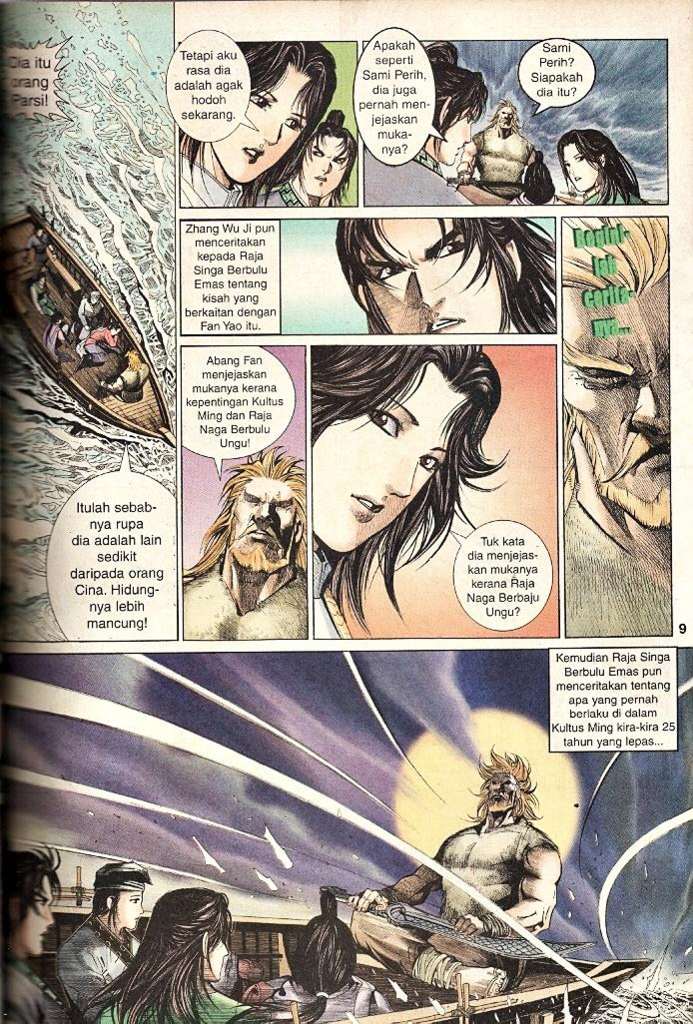 Dia itu
orang
Parsi!
Itulah sebab-
nya rupa
dia adalah lain
sedikit
daripada orang
Cina. Hidung-
nya lebih
mancung!
Tetapi aku
rasa dia
adalah agak
hodoh
sekarang.
Apakah
seperti
Sami Perih,
dia juga
pernah men-
jejaskan
muka-
nya?
Sami
Perih?
Siapakah
dia itu?
Zhang Wu Ji pun
menceritakan
kepada Raja
Singa Berbulu
Emas tentang
kisah yang
berkaitan dengan
Fan Yao itu.
Begini-
lah
cerita-
nya...
Abang Fan
menjejaskan
mukanya kerana
kepentingan Kultus
Ming dan Raja
Naga Berbulu
Ungu!
Tuk kata
dia menjejas-
kan mukanya
kerana Raja
Naga Berbaju
Ungu?
9
Kemudian Raja Singa
Berbulu Emas pun
menceritakan tentang
apa yang pernah
berlaku di dalam
Kultus Ming kira-kira 25
tahun yang lepas...